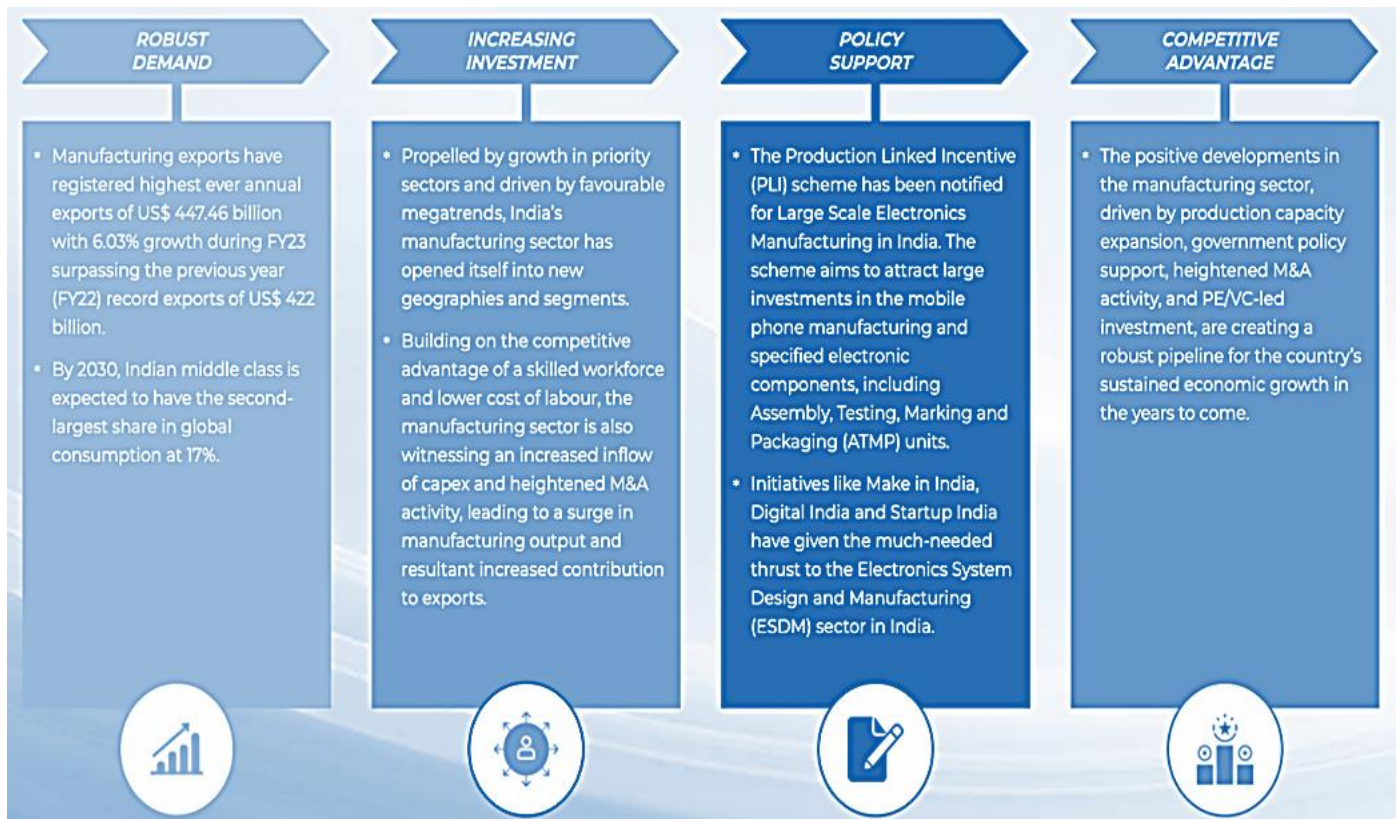 ROBUST
DEMAND
* Manufacturing exports have
registered highest ever annual
exports of US$ 447.46 billion
with 6.03% growth during FY23
surpassing the previous year
(FY22) record exports of US$ 422
billion.
* By 2030, Indian middle class is
expected to have the second-
largest share in global
consumption at 17%.
INCREASING
INVESTMENT
* Propelled by growth in priority
sectors and driven by favourable
megatrends, India's
manufacturing sector has
opened itself into new
geographies and segments.
* Building on the competitive
advantage of a skilled workforce
and lower cost of labour, the
manufacturing sector is also
witnessing an increased inflow
of capex and heightened M&A
activity, leading to a surge in
manufacturing output and
resultant increased contribution
to exports.
POLICY
SUPPORT
* The Production Linked Incentive
(PLI) scheme has been notified
for Large Scale Electronics
Manufacturing in India. The
scheme aims to attract large
investments in the mobile
phone manufacturing and
specified electronic
components, including
Assembly, Testing, Marking and
Packaging (ATMP) units.
* Initiatives like Make in India,
Digital India and Startup India
have given the much-needed
thrust to the Electronics System
Design and Manufacturing
(ESDM) sector in India.
COMPETITIVE
ADVANTAGE
* The positive developments in
the manufacturing sector,
driven by production capacity
expansion, government policy
support, heightened M&A
activity, and PE/VC-led
investment, are creating a
robust pipeline for the country's
sustained economic growth in
the years to come.